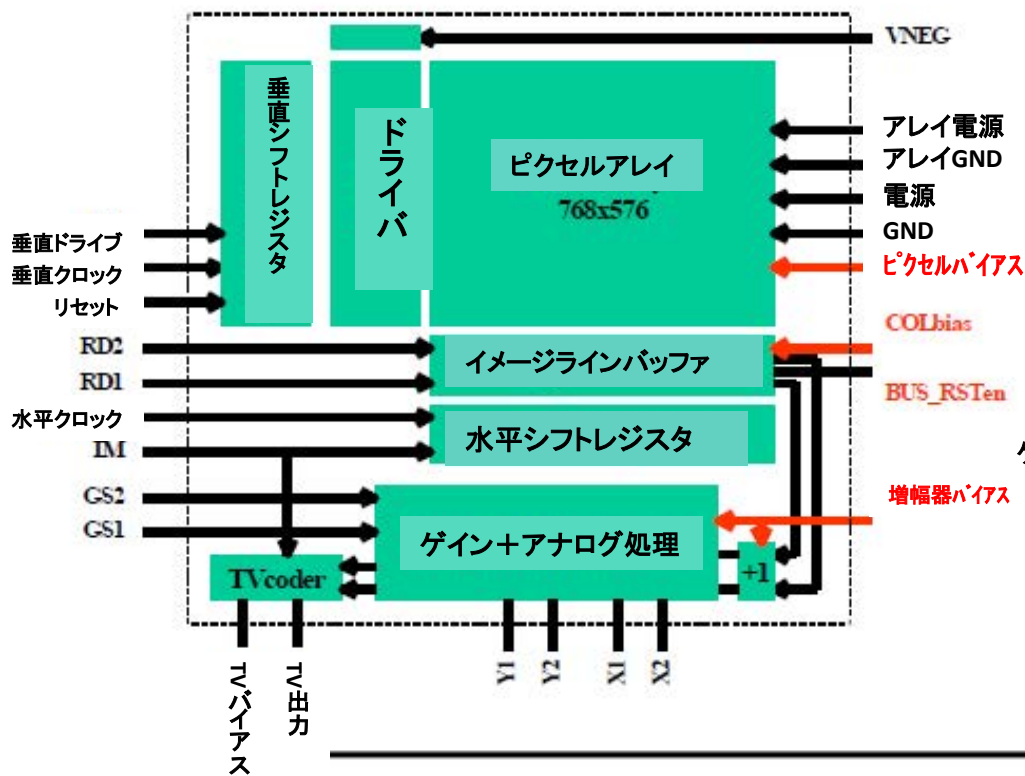 VNEG
垂直シフトレジスタ
ドライバ
ピクセルアレイ
768x576
アレイ電源
アレイGND
電源
GND
ピクセルバイアス
垂直ドライブ
垂直クロック
リセット
RD2
RD1
水平クロック
IM
GS2
GS1
イメージラインバッファ
水平シフトレジスタ
COLbias
BUS_RSTen
増幅器バイアス
ゲイン+アナログ処理
+1
TVcoder
TVバイアス
TV出力
Y1
Y2
X1
X2